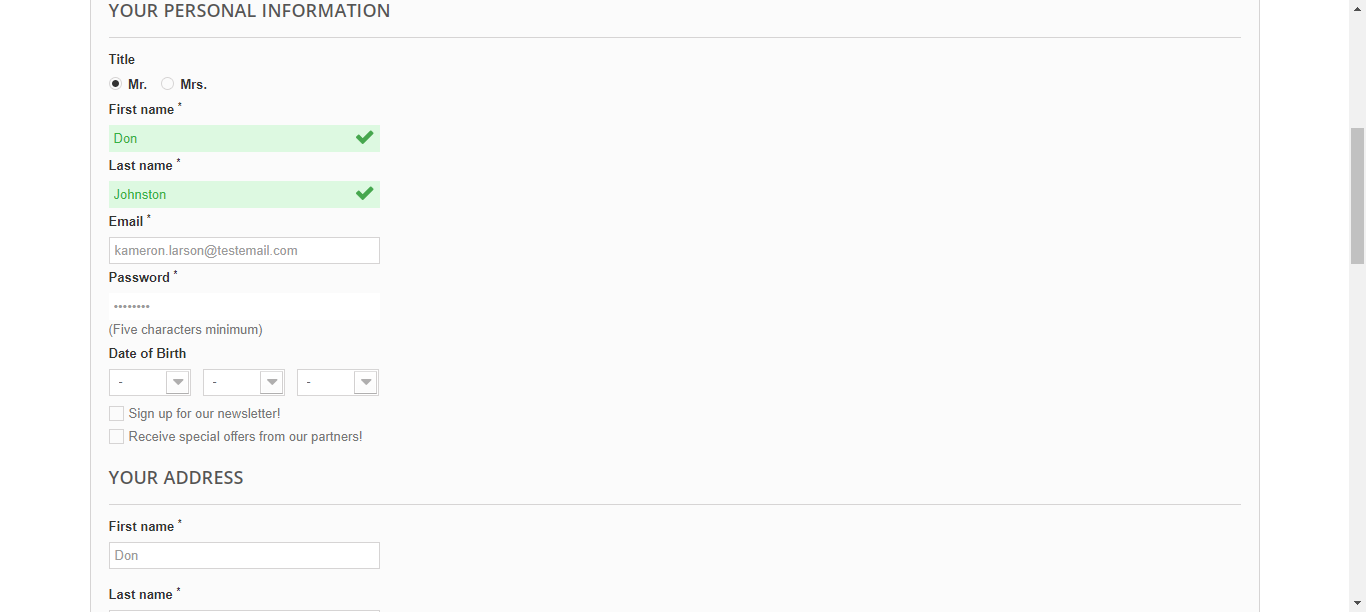 YOUR PERSONAL INFORMATION
Title
Mr. Mrs.
First name *
Don
Last name *
Johnston
Email *
kameron.larson@testemail.com
Password *
••••••••
(Five characters minimum)
Date of Birth
- - -
Sign up for our newsletter!
Receive special offers from our partners!
YOUR ADDRESS
First name *
Don
Last name *